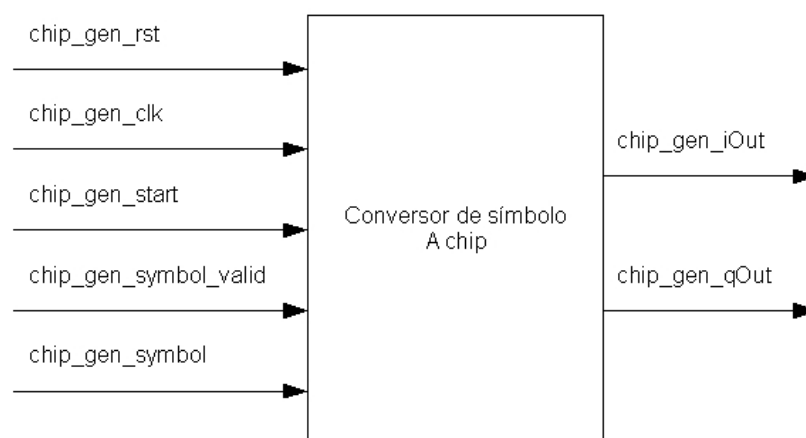 chip_gen_rst
chip_gen_clk
chip_gen_start
chip_gen_symbol_valid
chip_gen_symbol
Conversor de símbolo
A chip
chip_gen_iOut
chip_gen_qOut